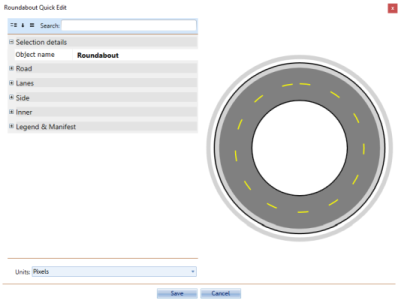 Roundabout Quick Edit
Search:
Selection details
Object name Roundabout
Road
Lanes
Side
Inner
Legend & Manifest
Units: Pixels
Save Cancel